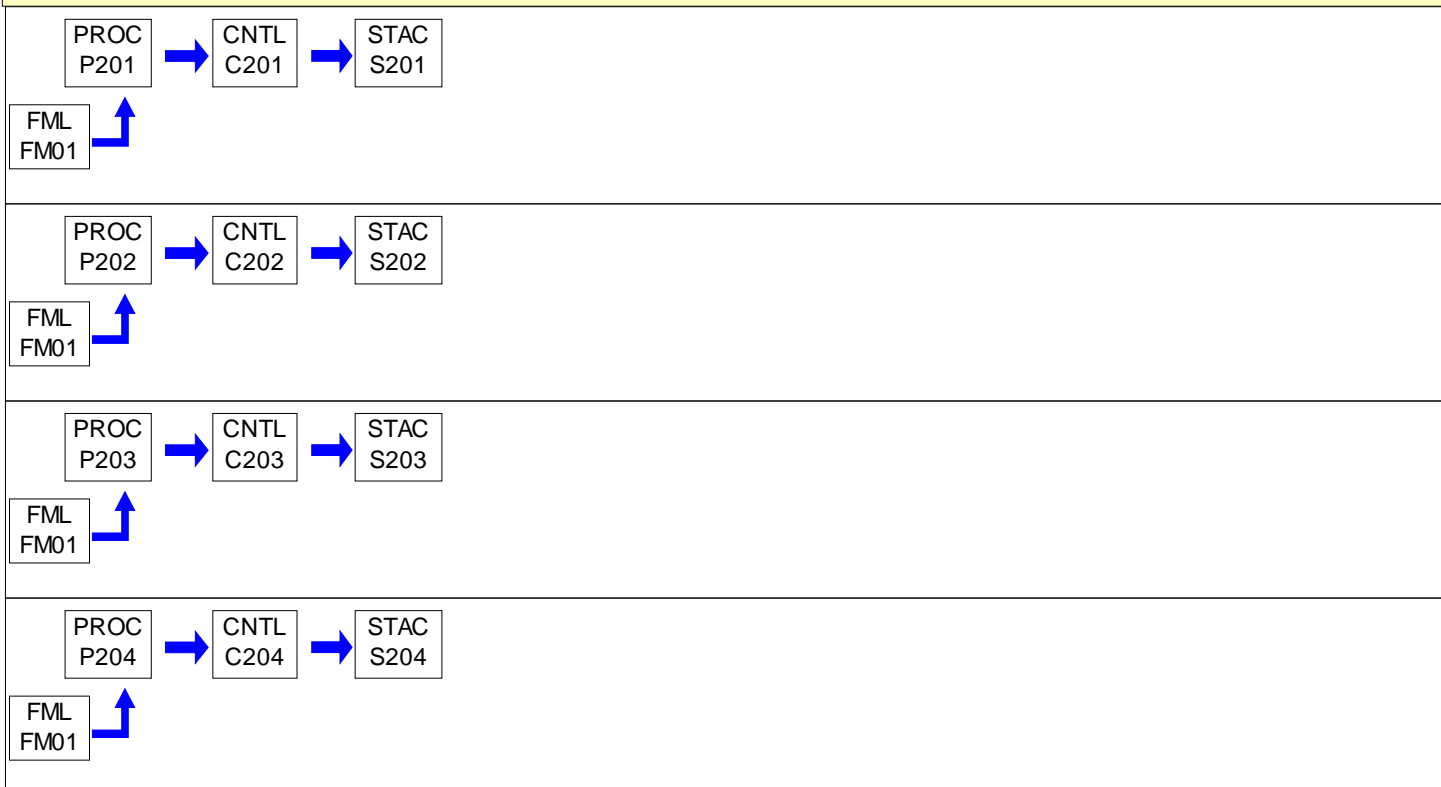 PROC
P201
CNTL
C201
STAC
S201
FML
FM01
PROC
P202
CNTL
C202
STAC
S202
FML
FM01
PROC
P203
CNTL
C203
STAC
S203
FML
FM01
PROC
P204
CNTL
C204
STAC
S204
FML
FM01